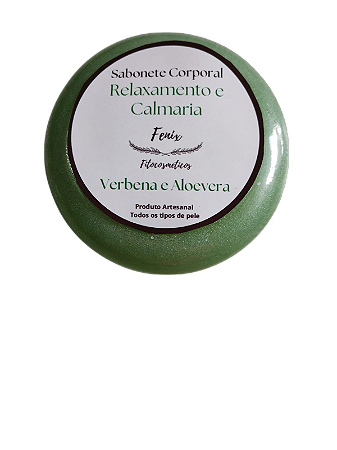 Sabonete Corporal
Relaxamento e
Calmaria
Fenix
Fitocosméticos
Verbena e Aloevera
Produto Artesanal
Todos os tipos de pele